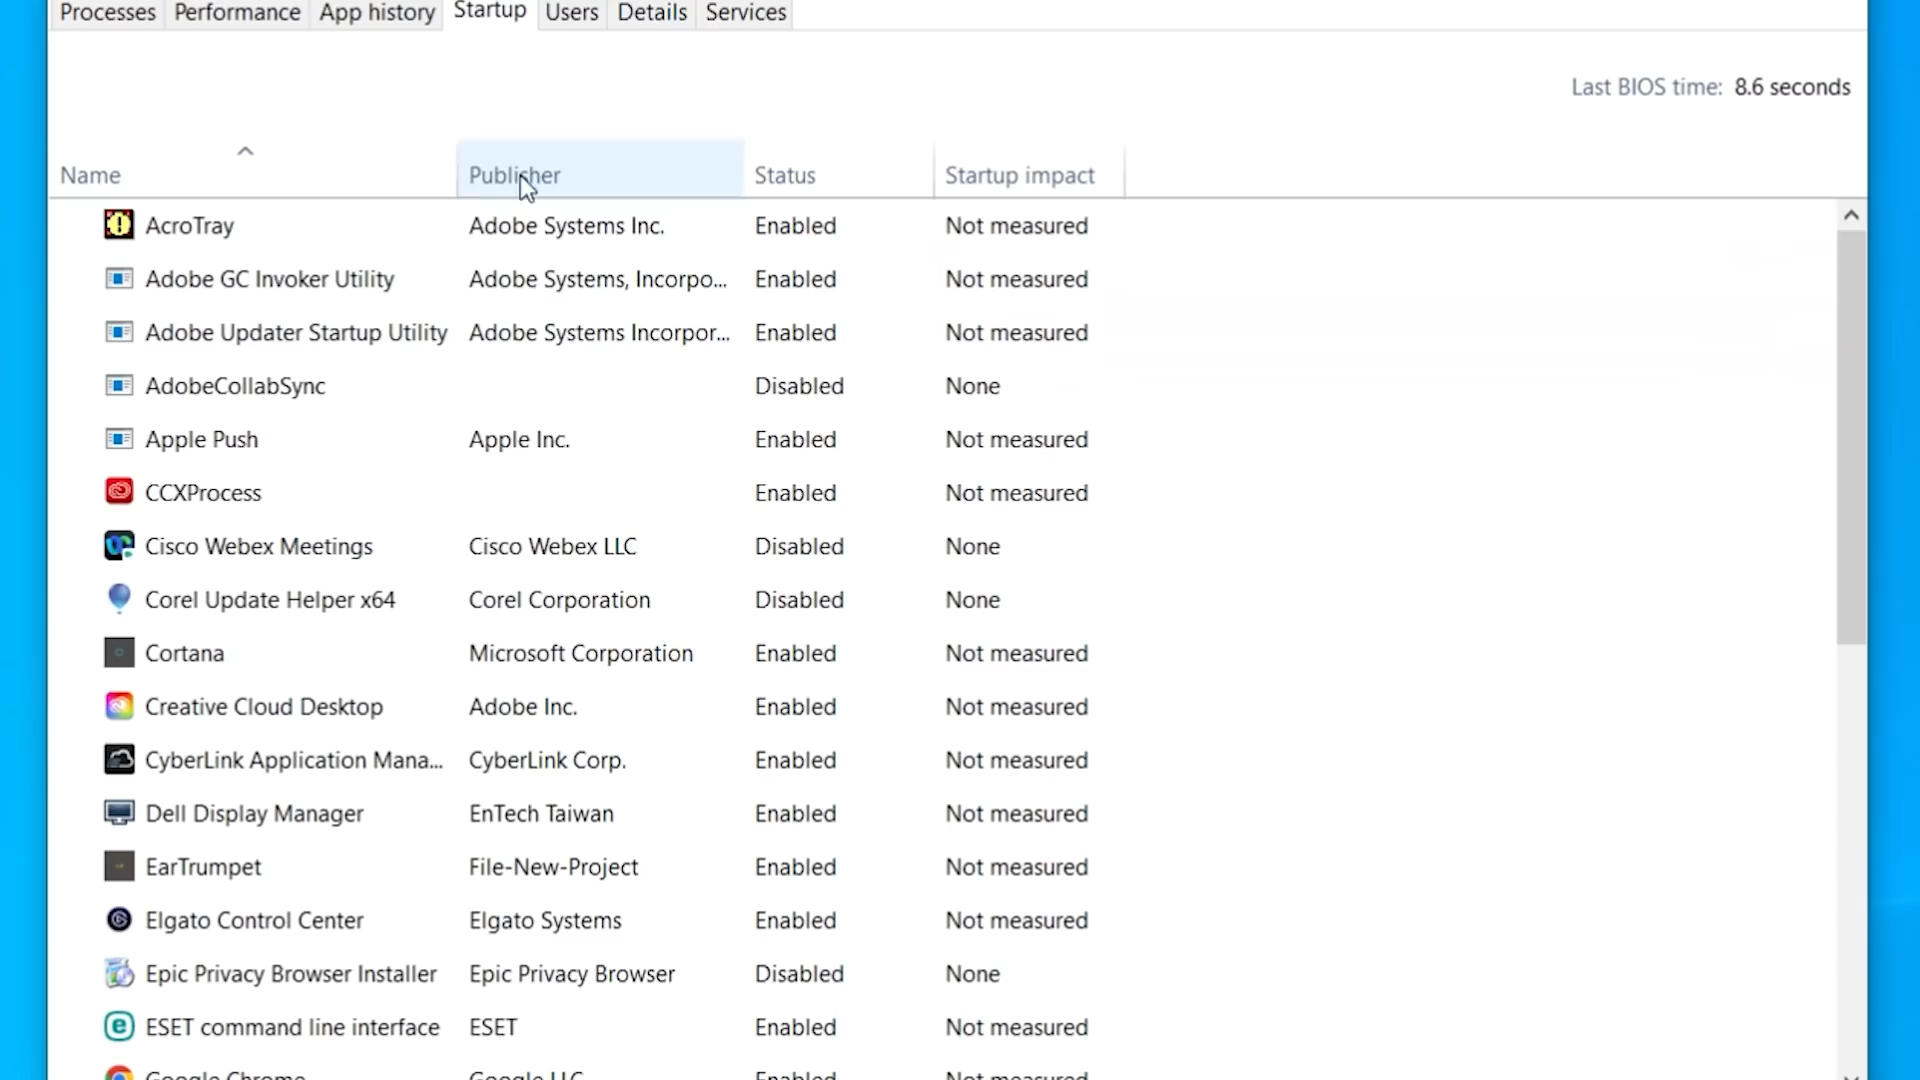 Processes Performance App history Startup Users Details Services
Last BIOS time: 8.6 seconds
Name Publisher Status Startup impact
AcroTray Adobe Systems Inc. Enabled Not measured
Adobe GC Invoker Utility Adobe Systems, Incorpo... Enabled Not measured
Adobe Updater Startup Utility Adobe Systems Incorpor... Enabled Not measured
AdobeCollabSync Disabled None
Apple Push Apple Inc. Enabled Not measured
CCXProcess Enabled Not measured
Cisco Webex Meetings Cisco Webex LLC Disabled None
Corel Update Helper x64 Corel Corporation Disabled None
Cortana Microsoft Corporation Enabled Not measured
Creative Cloud Desktop Adobe Inc. Enabled Not measured
CyberLink Application Mana... CyberLink Corp. Enabled Not measured
Dell Display Manager EnTech Taiwan Enabled Not measured
EarTrumpet File-New-Project Enabled Not measured
Elgato Control Center Elgato Systems Enabled Not measured
Epic Privacy Browser Installer Epic Privacy Browser Disabled None
ESET command line interface ESET Enabled Not measured
Google Chrome Google LLC Enabled Not measured